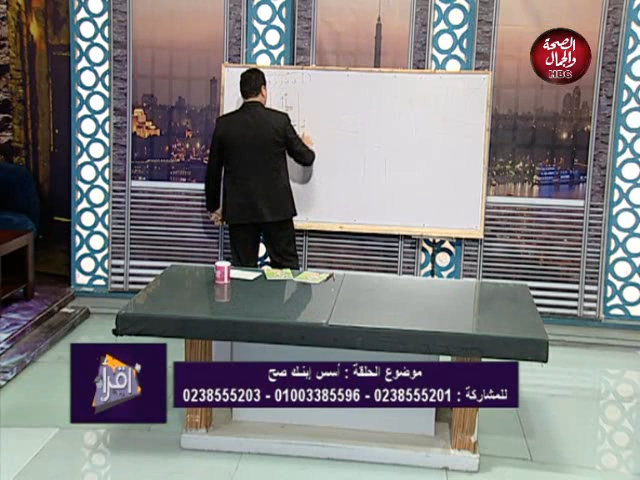 الصحة
والجمال
HBC
اقرأ
موضوع الحلقة : أسس إبنك صح
للمشاركة : 0238555201 - 01003385596 - 0238555203